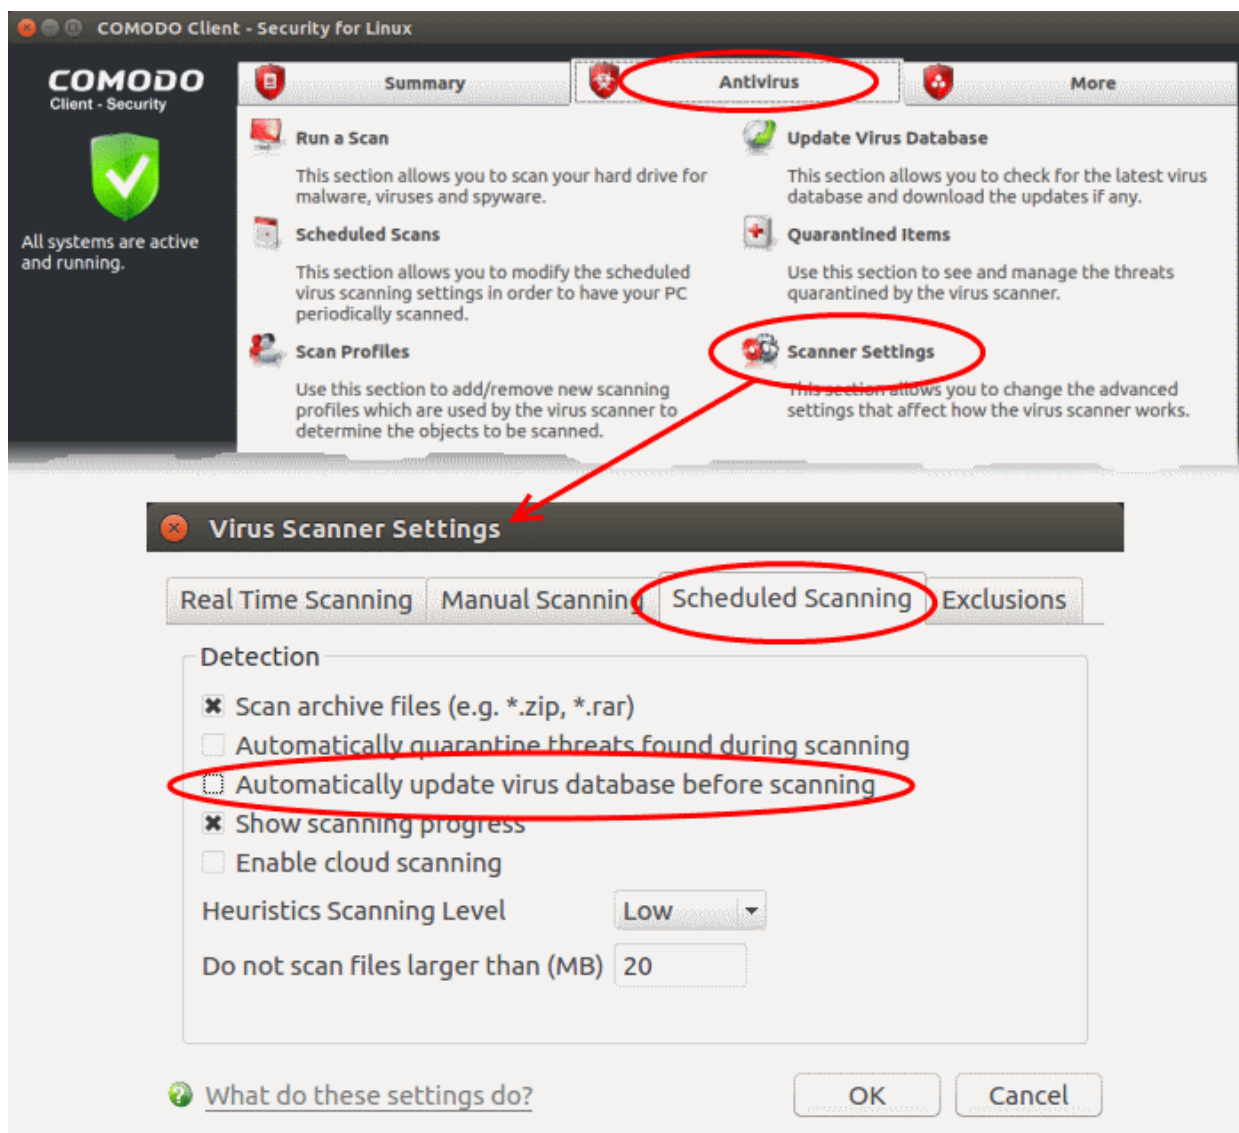 COMODO Client - Security for Linux
COMODO
Client - Security
All systems are active
and running.
Summary
Antivirus
More
Run a Scan
This section allows you to scan your hard drive for
malware, viruses and spyware.
Scheduled Scans
This section allows you to modify the scheduled
virus scanning settings in order to have your PC
periodically scanned.
Scan Profiles
Use this section to add/remove new scanning
profiles which are used by the virus scanner to
determine the objects to be scanned.
Update Virus Database
This section allows you to check for the latest virus
database and download the updates if any.
Quarantined Items
Use this section to see and manage the threats
quarantined by the virus scanner.
Scanner Settings
This section allows you to change the advanced
settings that affect how the virus scanner works.
Virus Scanner Settings
Real Time Scanning
Manual Scanning
Scheduled Scanning
Exclusions
Detection
Scan archive files (e.g. *.zip, *.rar)
Automatically quarantine threats found during scanning
Automatically update virus database before scanning
Show scanning progress
Enable cloud scanning
Heuristics Scanning Level Low
Do not scan files larger than (MB) 20
What do these settings do?
OK
Cancel